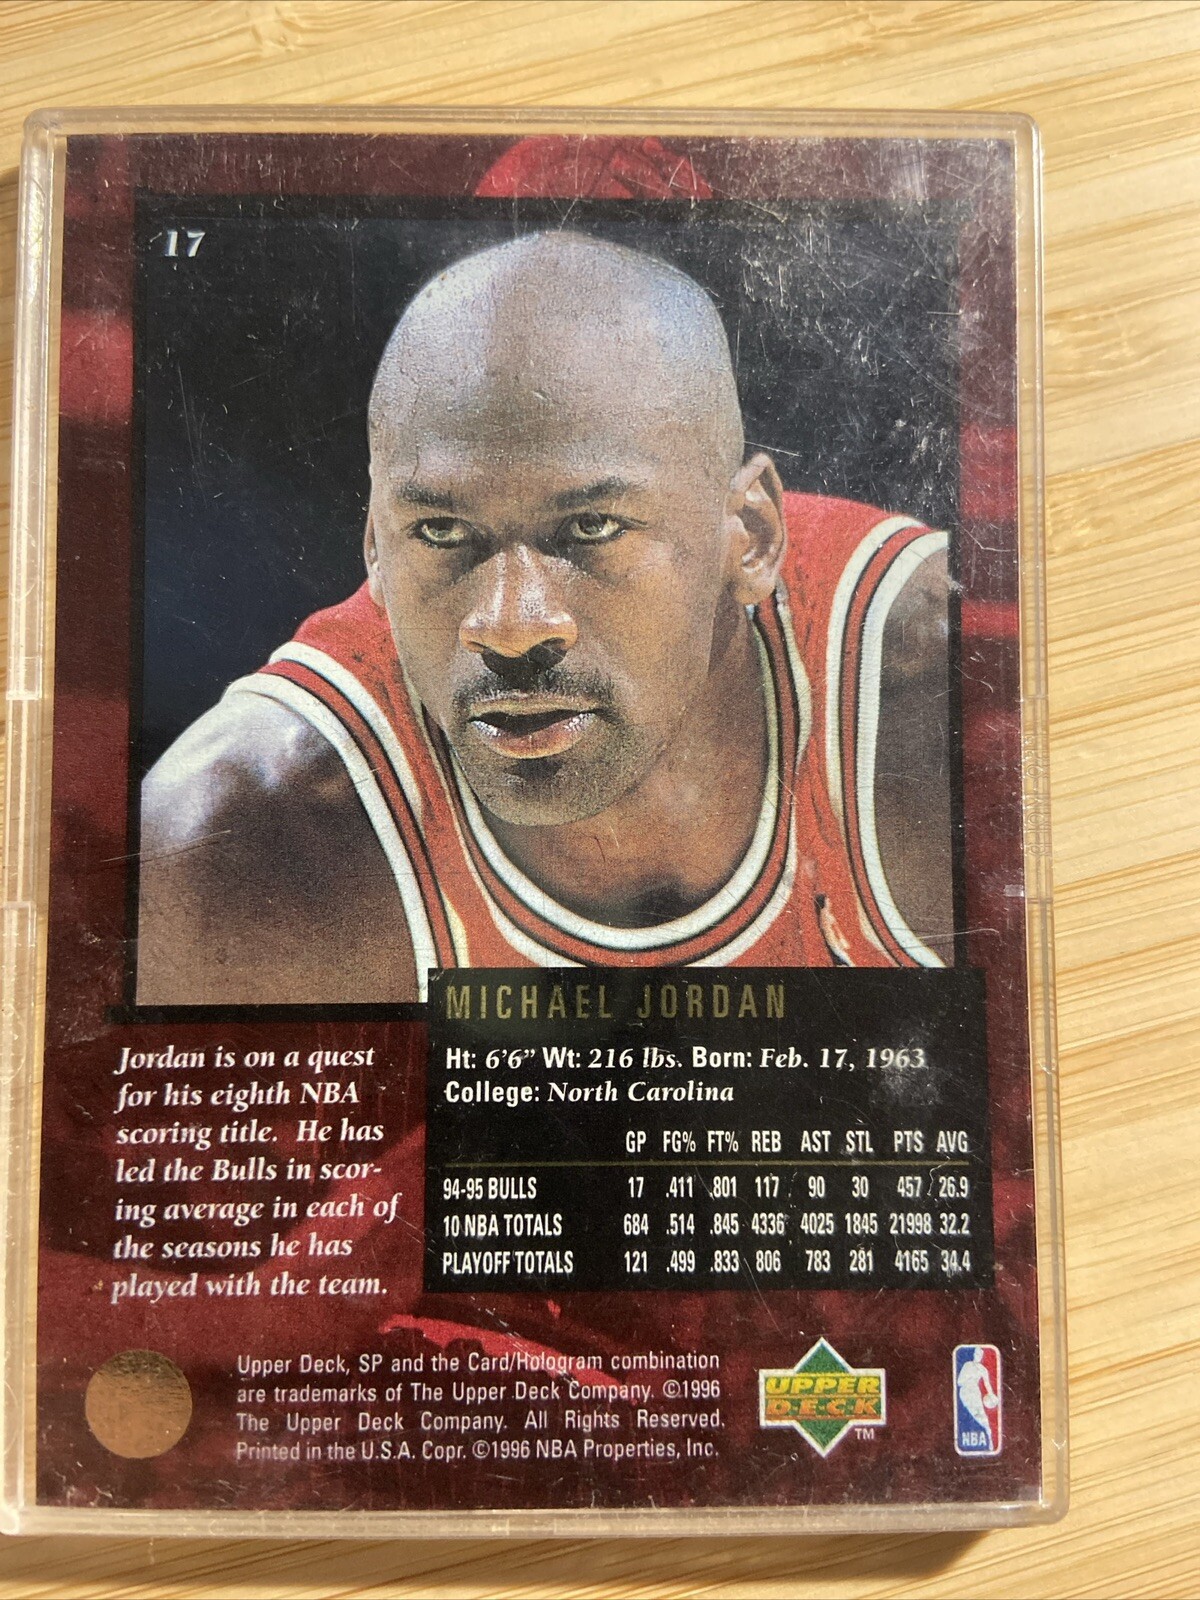 17
MICHAEL JORDAN
Ht: 6'6" Wt: 216 lbs. Born: Feb. 17, 1963
College: North Carolina
GP FG% FT% REB AST STL PTS AVG
94-95 BULLS 17 .411 .801 117 90 30 457 26.9
10 NBA TOTALS 684 .514 .845 4336 4025 1845 21998 32.2
PLAYOFF TOTALS 121 .499 .833 806 783 281 4165 34.4
Jordan is on a quest
for his eighth NBA
scoring title. He has
led the Bulls in scor-
ing average in each of
the seasons he has
played with the team.
Upper Deck, SP and the Card/Hologram combination
are trademarks of The Upper Deck Company. ©1996
The Upper Deck Company. All Rights Reserved.
Printed in the U.S.A. Copr. ©1996 NBA Properties, Inc.
UPPER
DECK
TM
NBA